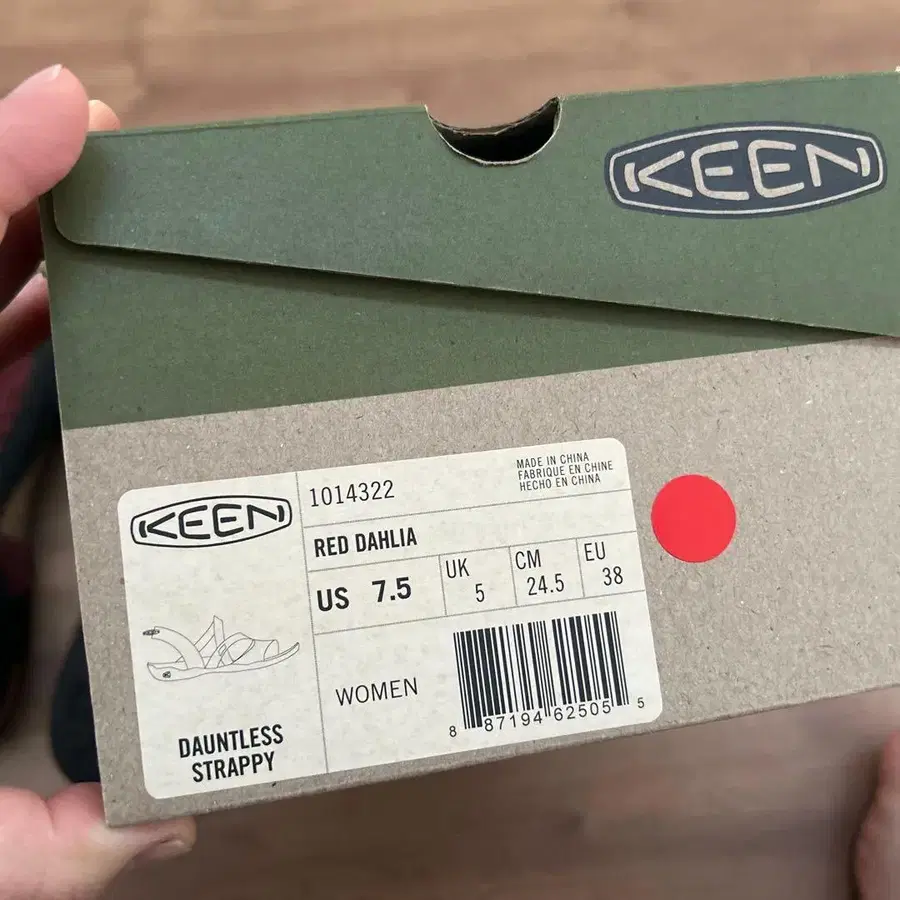 KEEN
KEEN
1014322
MADE IN CHINA
FABRIQUE EN CHINE
HECHO EN CHINA
RED DAHLIA
US 7.5
UK 5
CM 24.5
EU 38
WOMEN
8 87194 62505 5
DAUNTLESS
STRAPPY